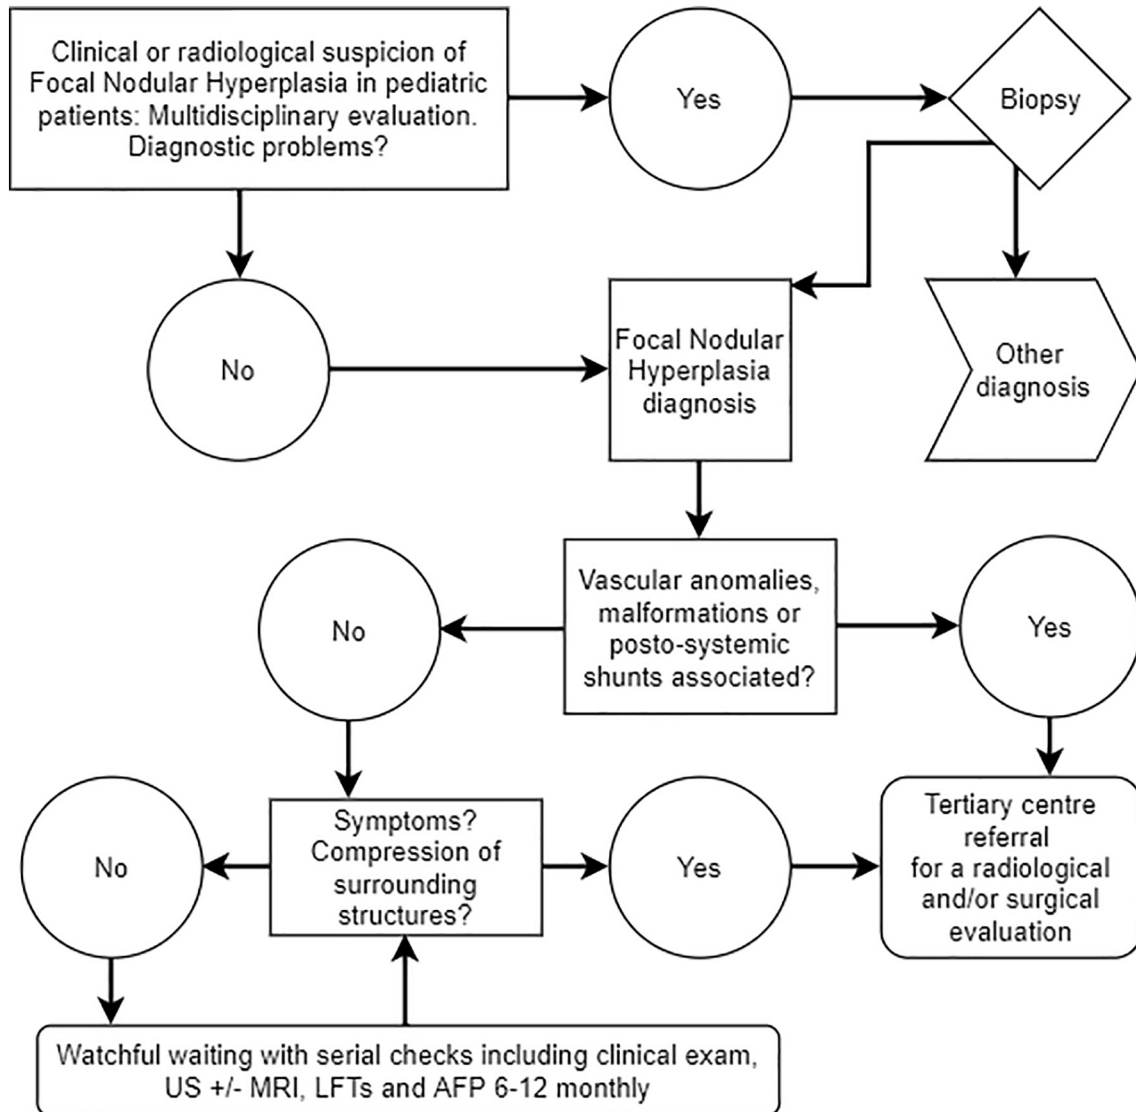 Clinical or radiological suspicion of
Focal Nodular Hyperplasia in pediatric
patients: Multidisciplinary evaluation.
Diagnostic problems?
Yes
Biopsy
No
Focal Nodular
Hyperplasia
diagnosis
Other
diagnosis
Vascular anomalies,
malformations or
posto-systemic
shunts associated?
No
Yes
Symptoms?
Compression of
surrounding
structures?
No
Yes
Tertiary centre
referral
for a radiological
and/or surgical
evaluation
Watchful waiting with serial checks including clinical exam,
US +/- MRI, LFTs and AFP 6-12 monthly